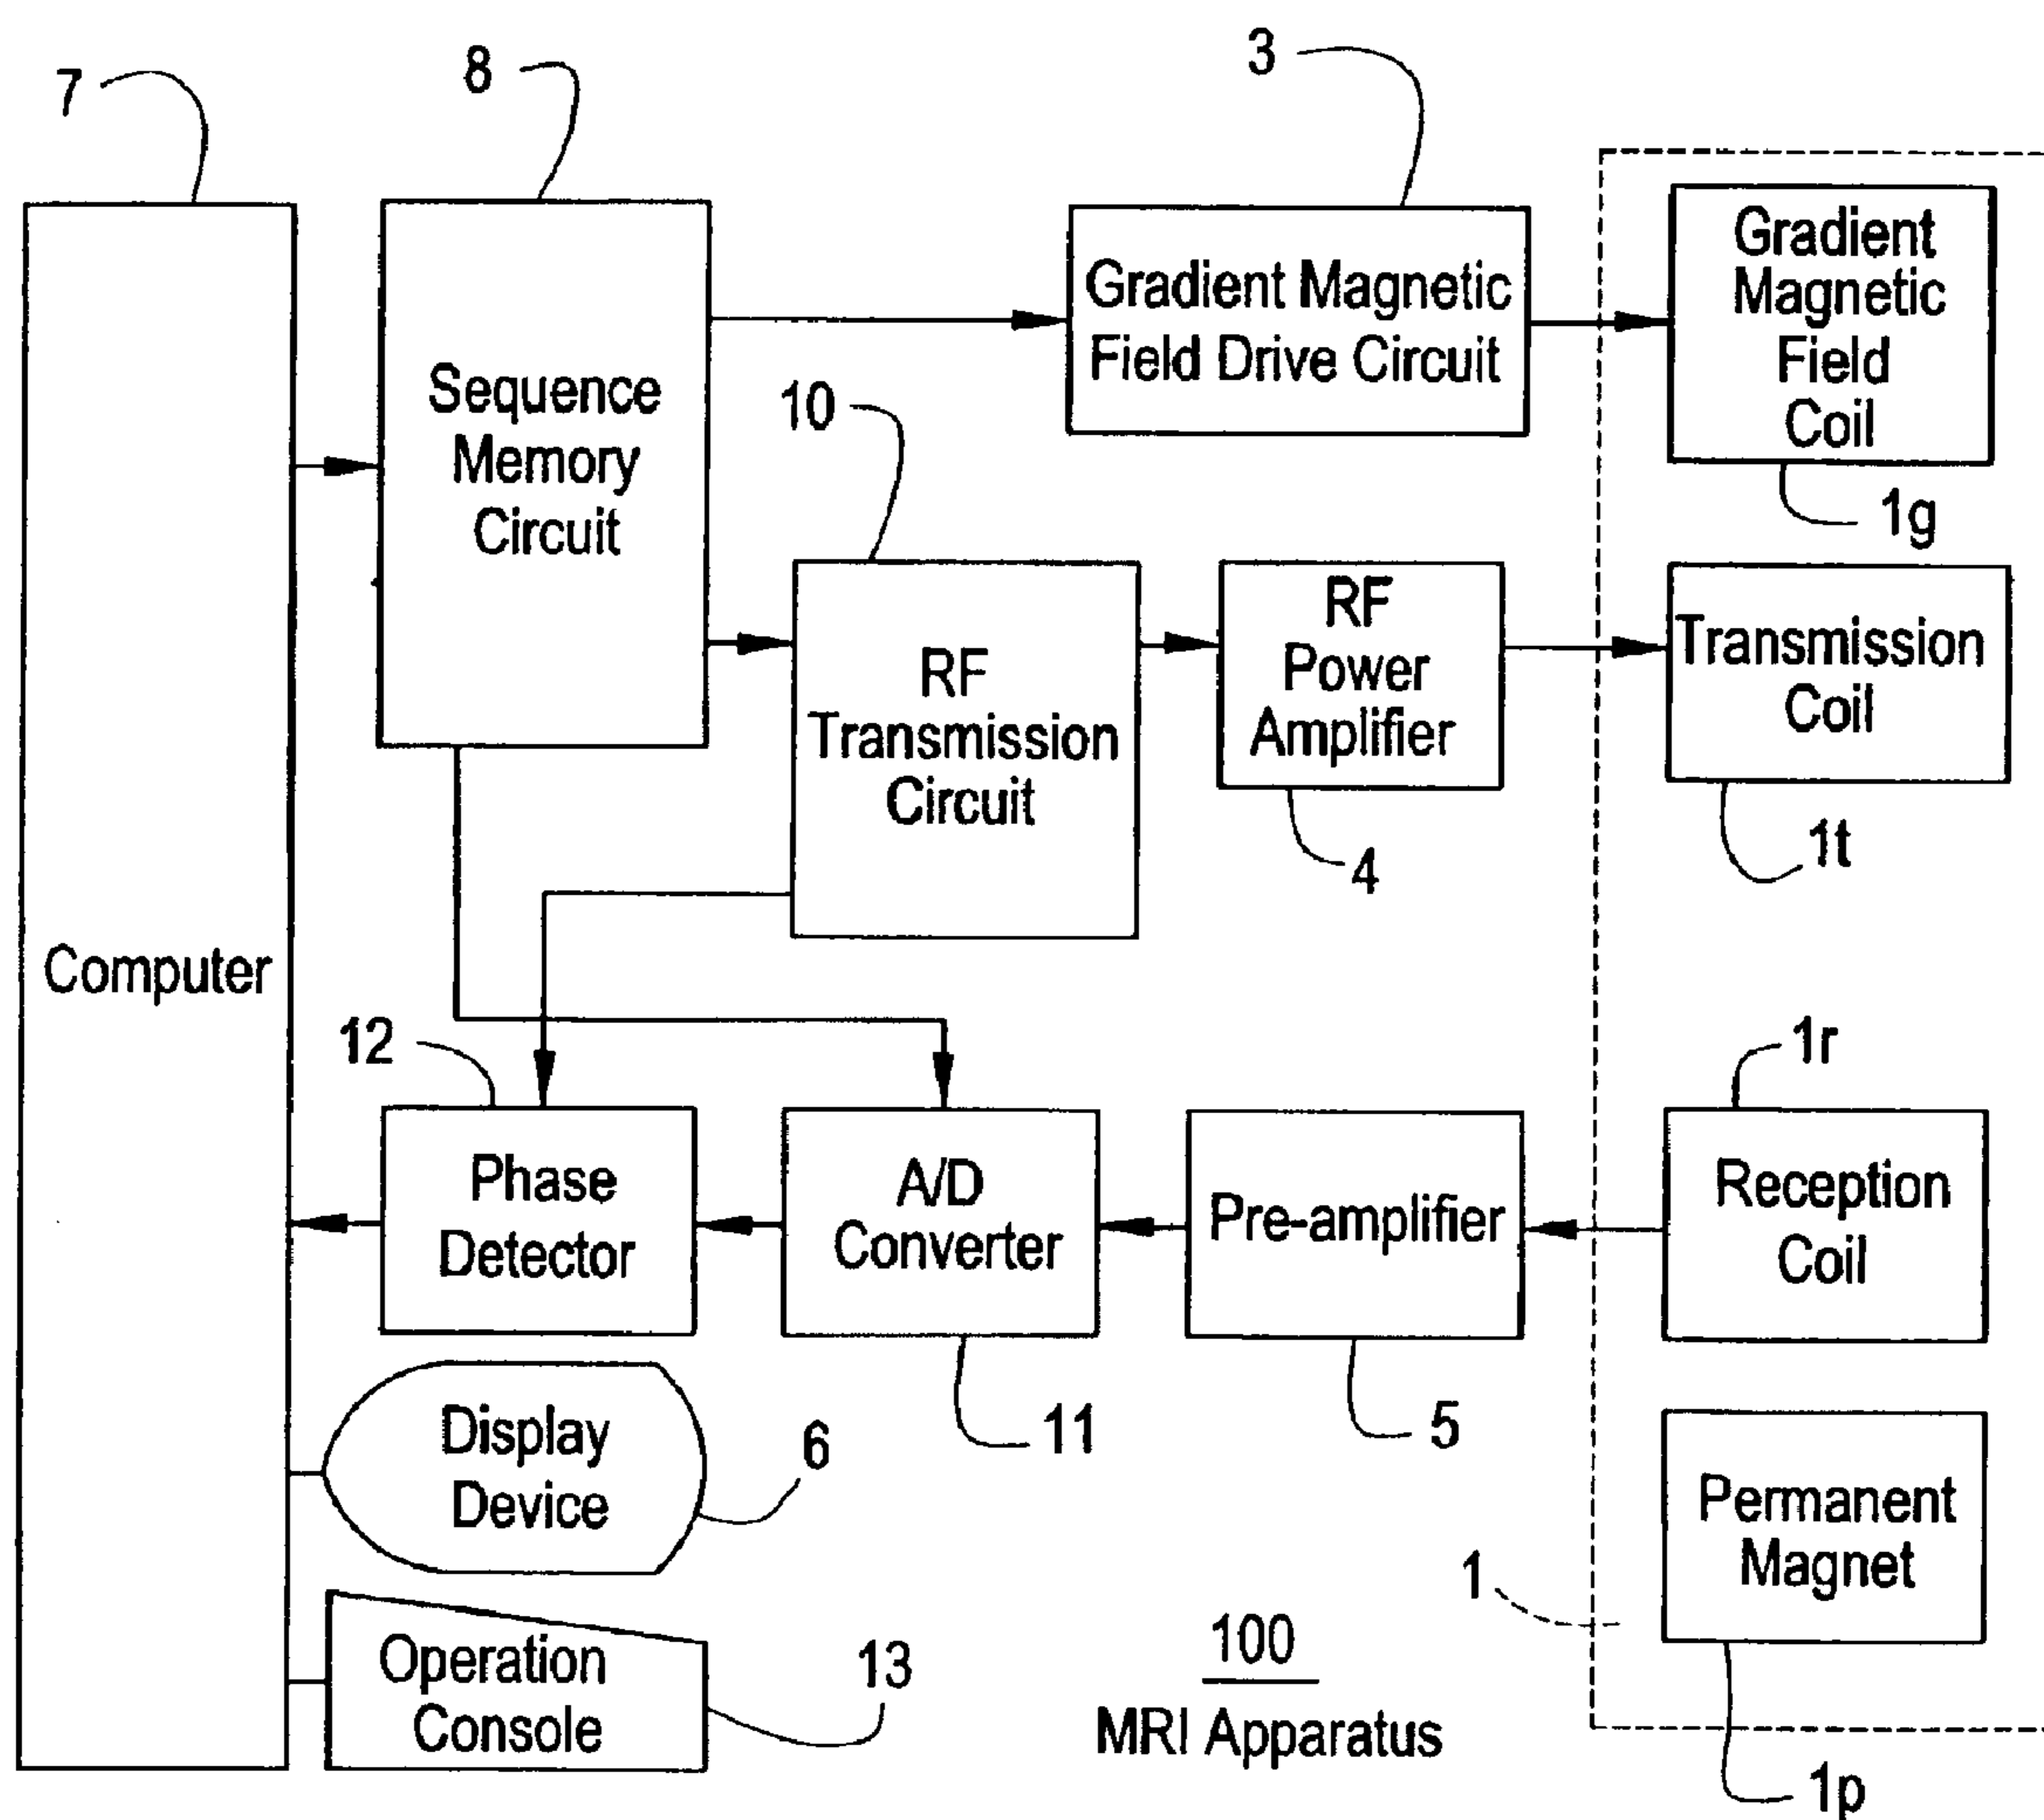 7
8
3
Gradient
Magnetic
Field
Coil
1g
Gradient Magnetic
Field Drive Circuit
Sequence
Memory
Circuit
10
RF
Transmission
Circuit
RF
Power
Amplifier
4
Transmission
Coil
1t
Computer
12
1r
Phase
Detector
A/D
Converter
11
Pre-amplifier
5
Reception
Coil
Display
Device
6
Permanent
Magnet
1p
1
Operation
Console
13
100
MRI Apparatus